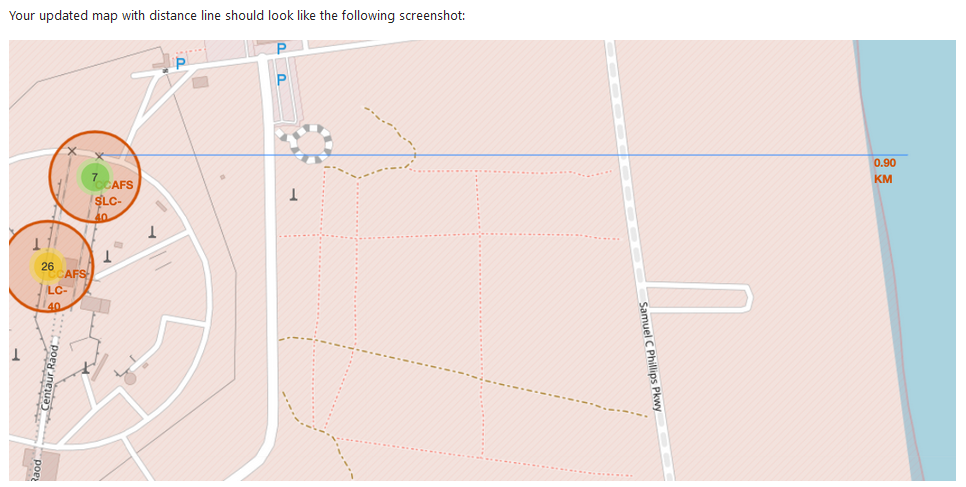 Your updated map with distance line should look like the following screenshot:
P
P
P
0.90
KM
7
CCAFS
SLC-
40
26
CCAFS
LC-
40
Samuel C Phillips Pkwy
Centaur Raod
Raod